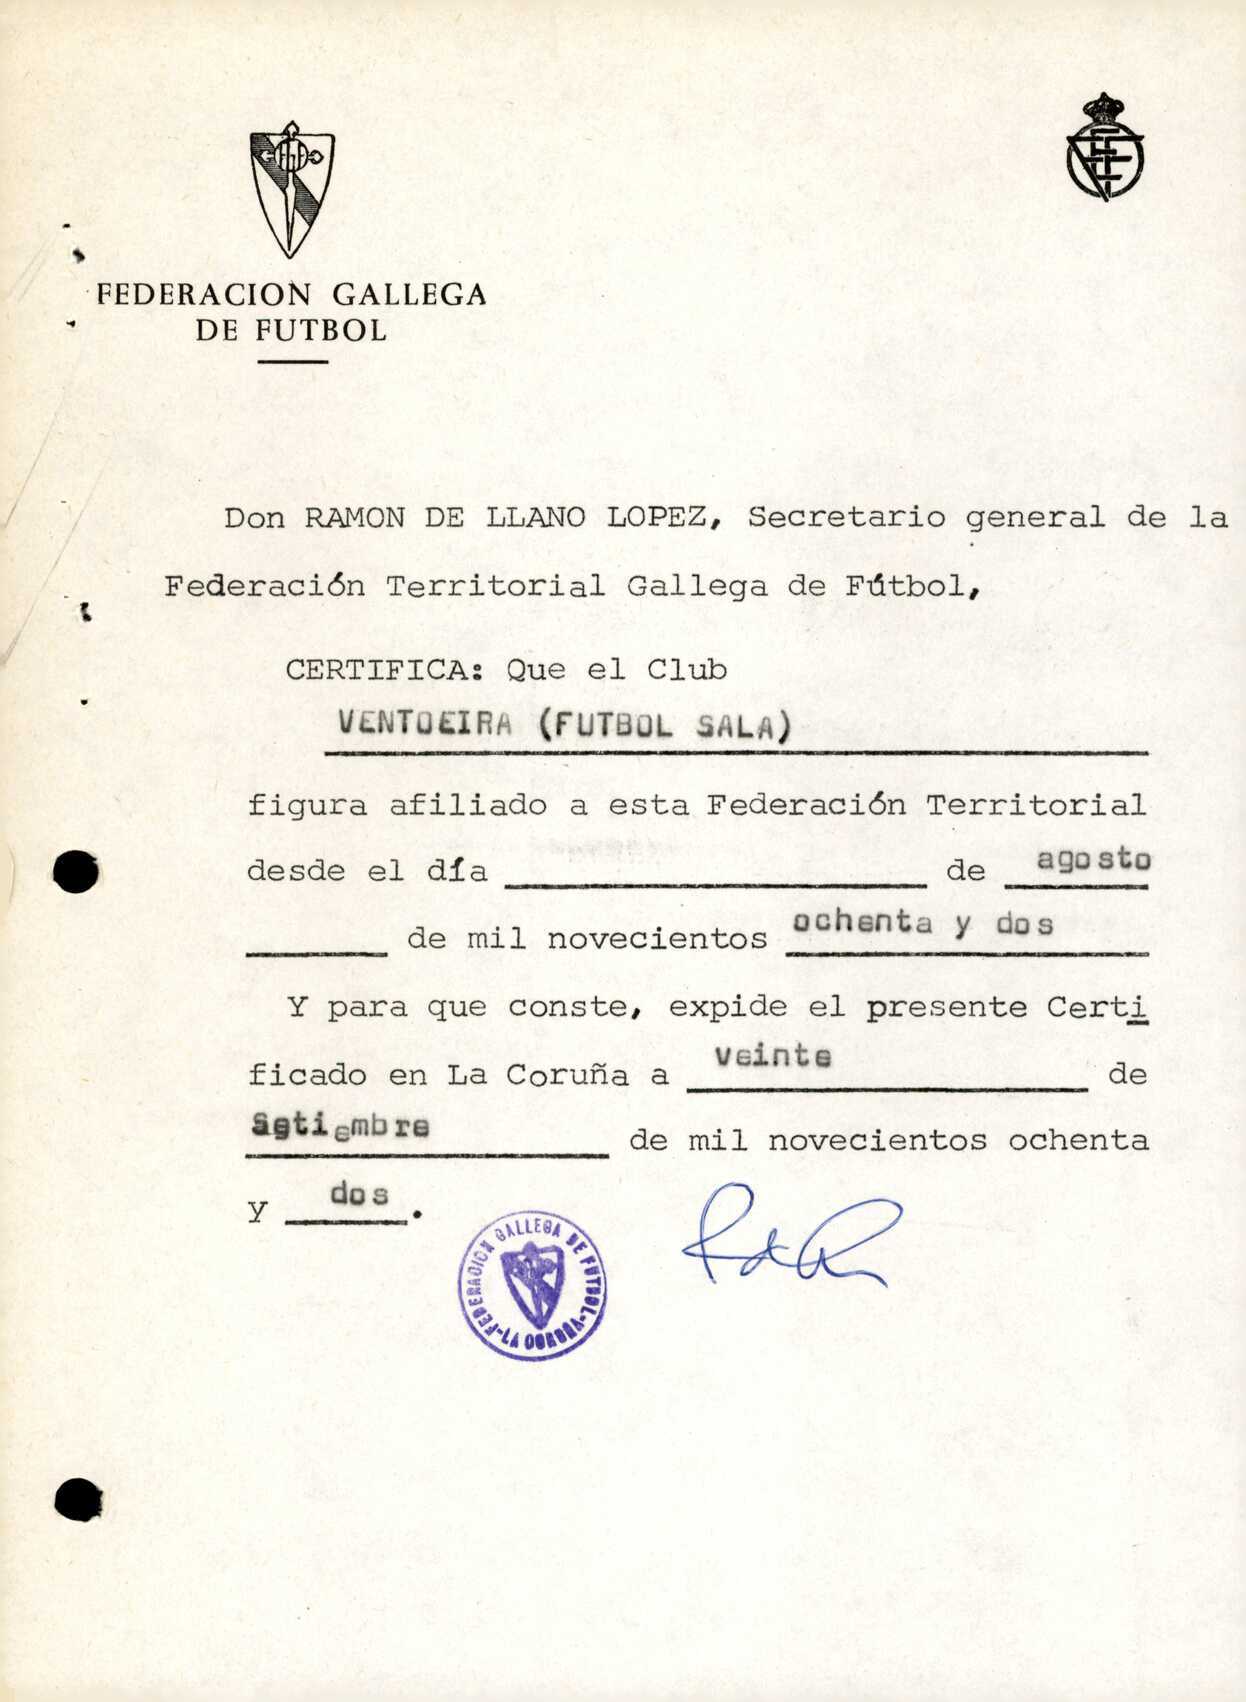 FEDERACION GALLEGA
DE FUTBOL
Don RAMON DE LLANO LOPEZ, Secretario general de la
Federación Territorial Gallega de Fútbol,
CERTIFICA: Que el Club
VENTOEIRA (FUTBOL SALA)
figura afiliado a esta Federación Territorial
desde el día de agosto
de mil novecientos ochenta y dos
Y para que conste, expide el presente Certi
ficado en La Coruña a veinte de
Setiembre de mil novecientos ochenta
y dos.
FEDERACION GALLEGA DE FUTBOL-LA CORUÑA-